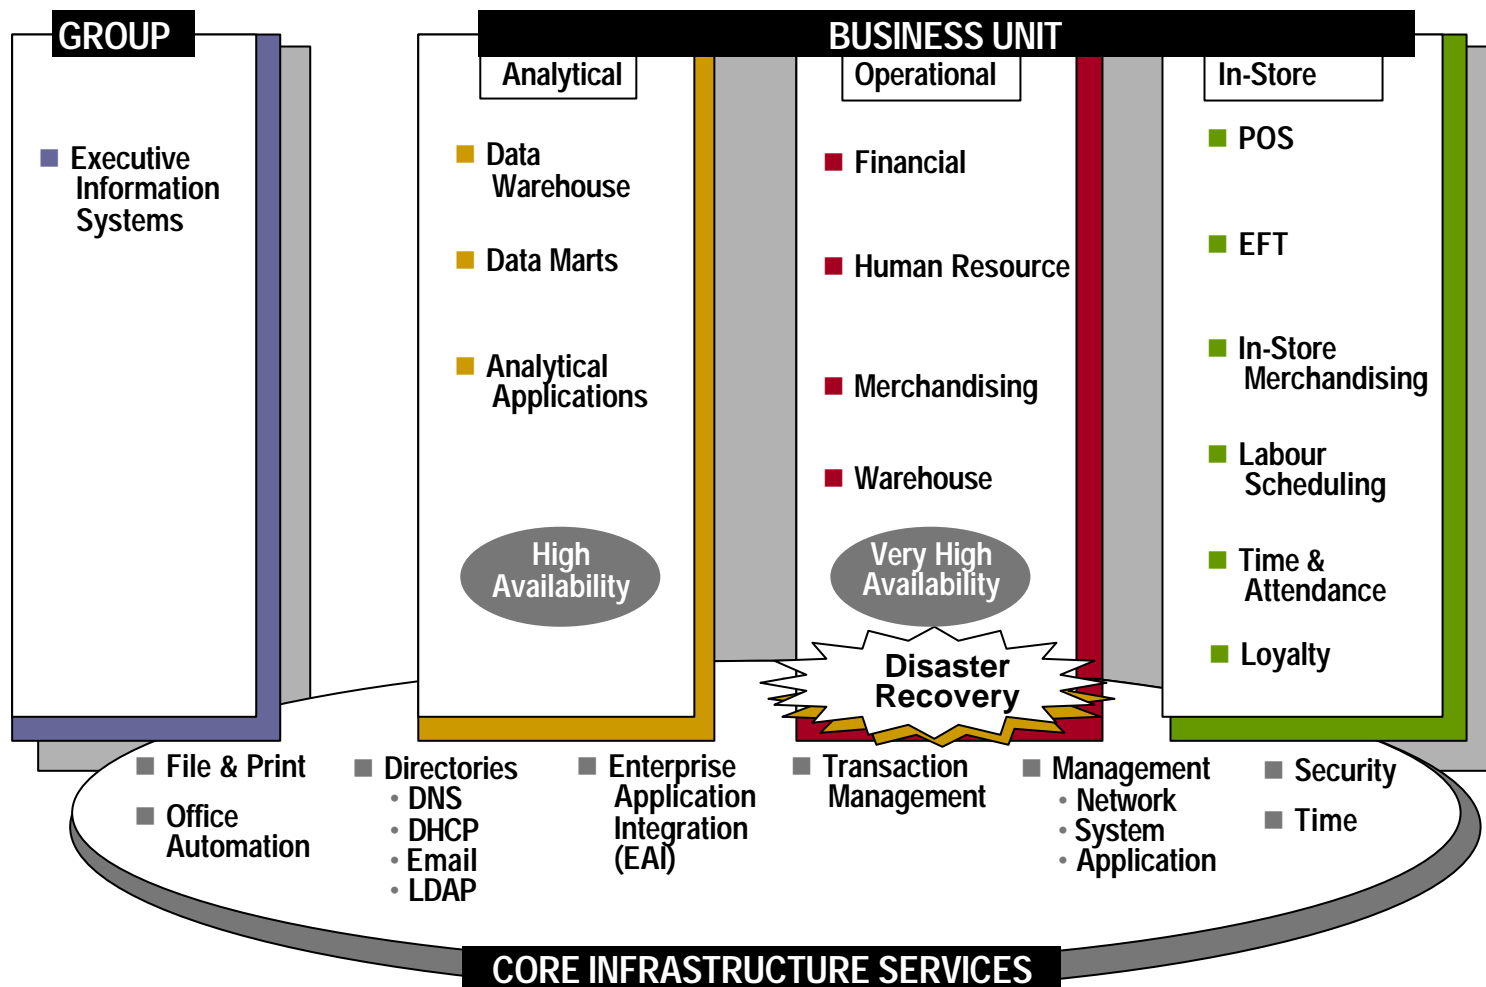 GROUP
BUSINESS UNIT
Executive
Information
Systems
Analytical
Data
Warehouse
Data Marts
Analytical
Applications
High
Availability
Operational
Financial
Human Resource
Merchandising
Warehouse
Very High
Availability
Disaster
Recovery
In-Store
POS
EFT
In-Store
Merchandising
Labour
Scheduling
Time &
Attendance
Loyalty
File & Print
Office
Automation
Directories
• DNS
• DHCP
• Email
• LDAP
Enterprise
Application
Integration
(EAI)
Transaction
Management
Management
• Network
• System
• Application
Security
Time
CORE INFRASTRUCTURE SERVICES